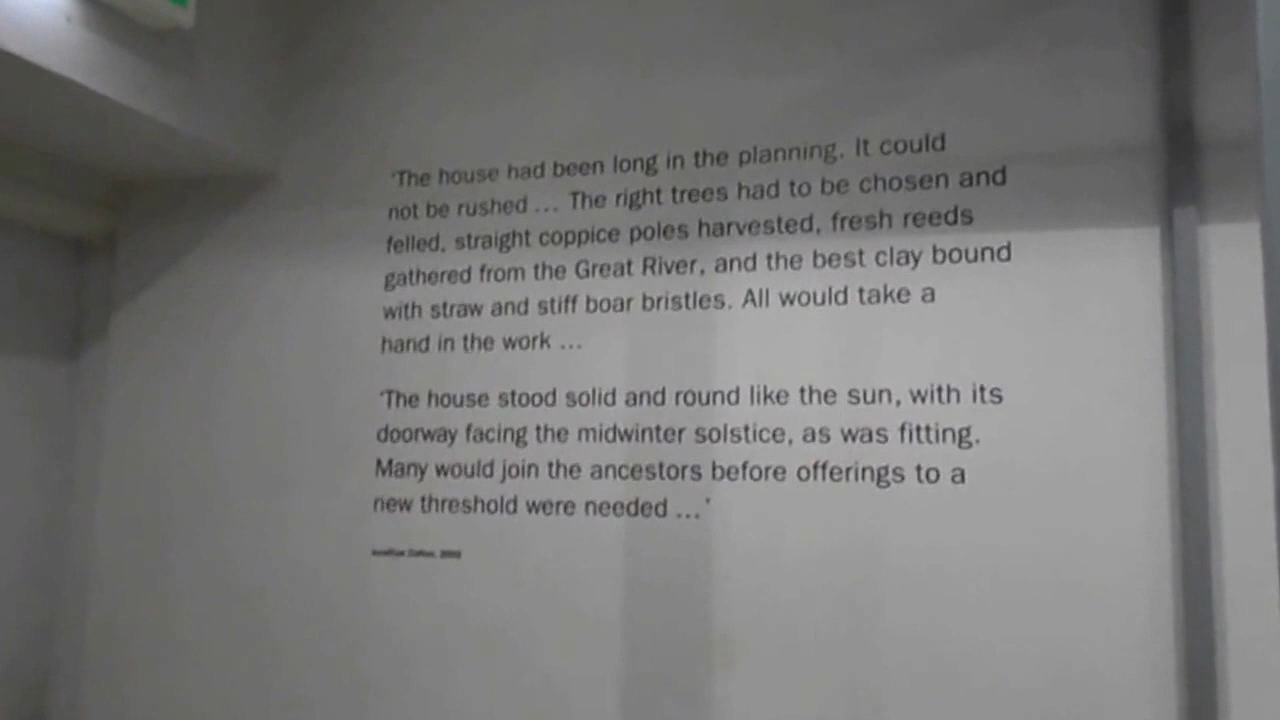 'The house had been long in the planning. It could
not be rushed ... The right trees had to be chosen and
felled, straight coppice poles harvested, fresh reeds
gathered from the Great River, and the best clay bound
with straw and stiff boar bristles. All would take a
hand in the work ...
'The house stood solid and round like the sun, with its
doorway facing the midwinter solstice, as was fitting.
Many would join the ancestors before offerings to a
new threshold were needed ...'